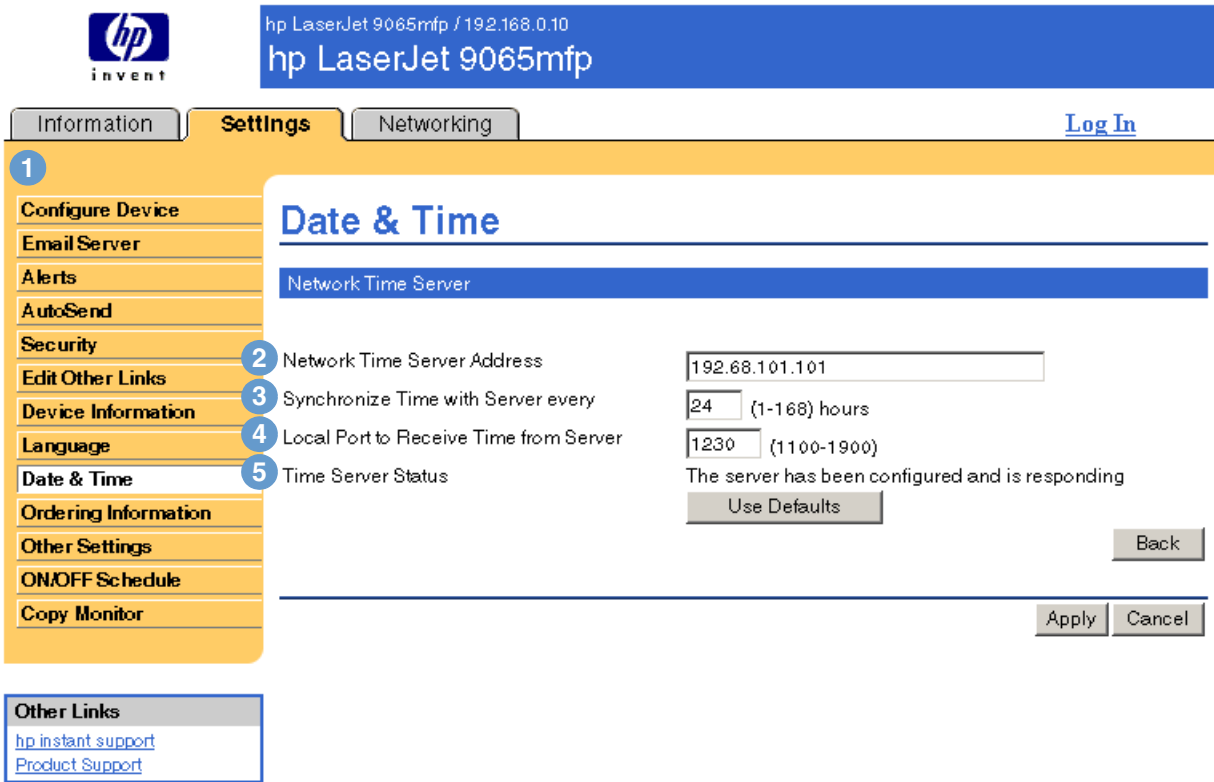 hp
invent
hp LaserJet 9065mfp / 192.168.0.10
hp LaserJet 9065mfp
Information
Settings
Networking
Log In
1
Configure Device
Email Server
Alerts
AutoSend
Security
Edit Other Links
Device Information
Language
Date & Time
Ordering Information
Other Settings
ON/OFF Schedule
Copy Monitor
Other Links
hp instant support
Product Support
Date & Time
Network Time Server
2 Network Time Server Address 192.68.101.101
3 Synchronize Time with Server every 24 (1-168) hours
4 Local Port to Receive Time from Server 1230 (1100-1900)
5 Time Server Status The server has been configured and is responding
Use Defaults
Back
Apply Cancel